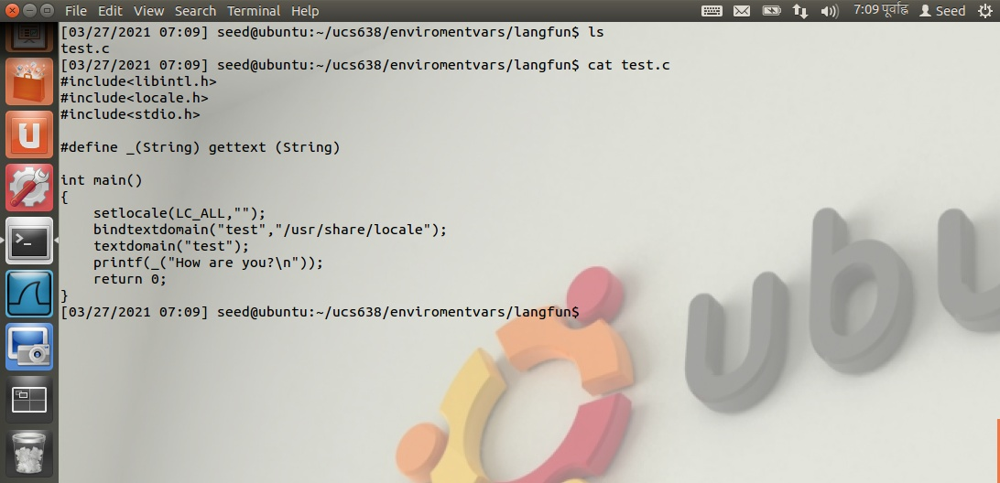 File Edit View Search Terminal Help 7:09 पूर्वाह्न Seed
[03/27/2021 07:09] seed@ubuntu:~/ucs638/enviromentvars/langfun$ ls
test.c
[03/27/2021 07:09] seed@ubuntu:~/ucs638/enviromentvars/langfun$ cat test.c
#include<libintl.h>
#include<locale.h>
#include<stdio.h>

#define _(String) gettext (String)

int main()
{
    setlocale(LC_ALL,"");
    bindtextdomain("test","/usr/share/locale");
    textdomain("test");
    printf(_("How are you?\n"));
    return 0;
}
[03/27/2021 07:09] seed@ubuntu:~/ucs638/enviromentvars/langfun$
ubu